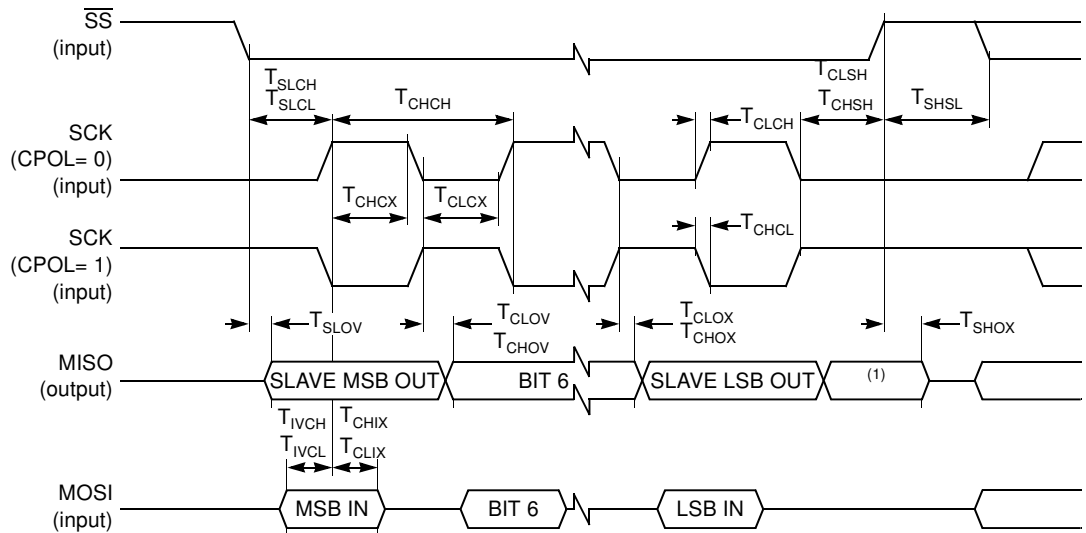 SS
(input)
TSLCH
TSLCL
TCHCH
TCLCH
TCLSH
TCHSH
TSHSL
SCK
(CPOL= 0)
(input)
TCHCX
TCLCX
TCHCL
SCK
(CPOL= 1)
(input)
TSLOV
TCLOV
TCHOV
TCLOX
TCHOX
TSHOX
MISO
(output)
SLAVE MSB OUT
BIT 6
SLAVE LSB OUT
(1)
TIVCH
TIVCL
TCHIX
TCLIX
MOSI
(input)
MSB IN
BIT 6
LSB IN